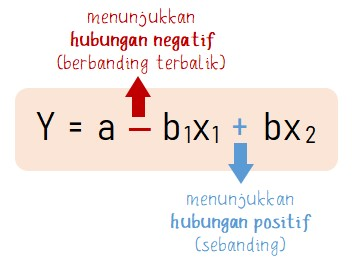 menunjukkan
hubungan negatif
(berbanding terbalik)
Y = a – b₁x₁ + bx₂
menunjukkan
hubungan positif
(sebanding)